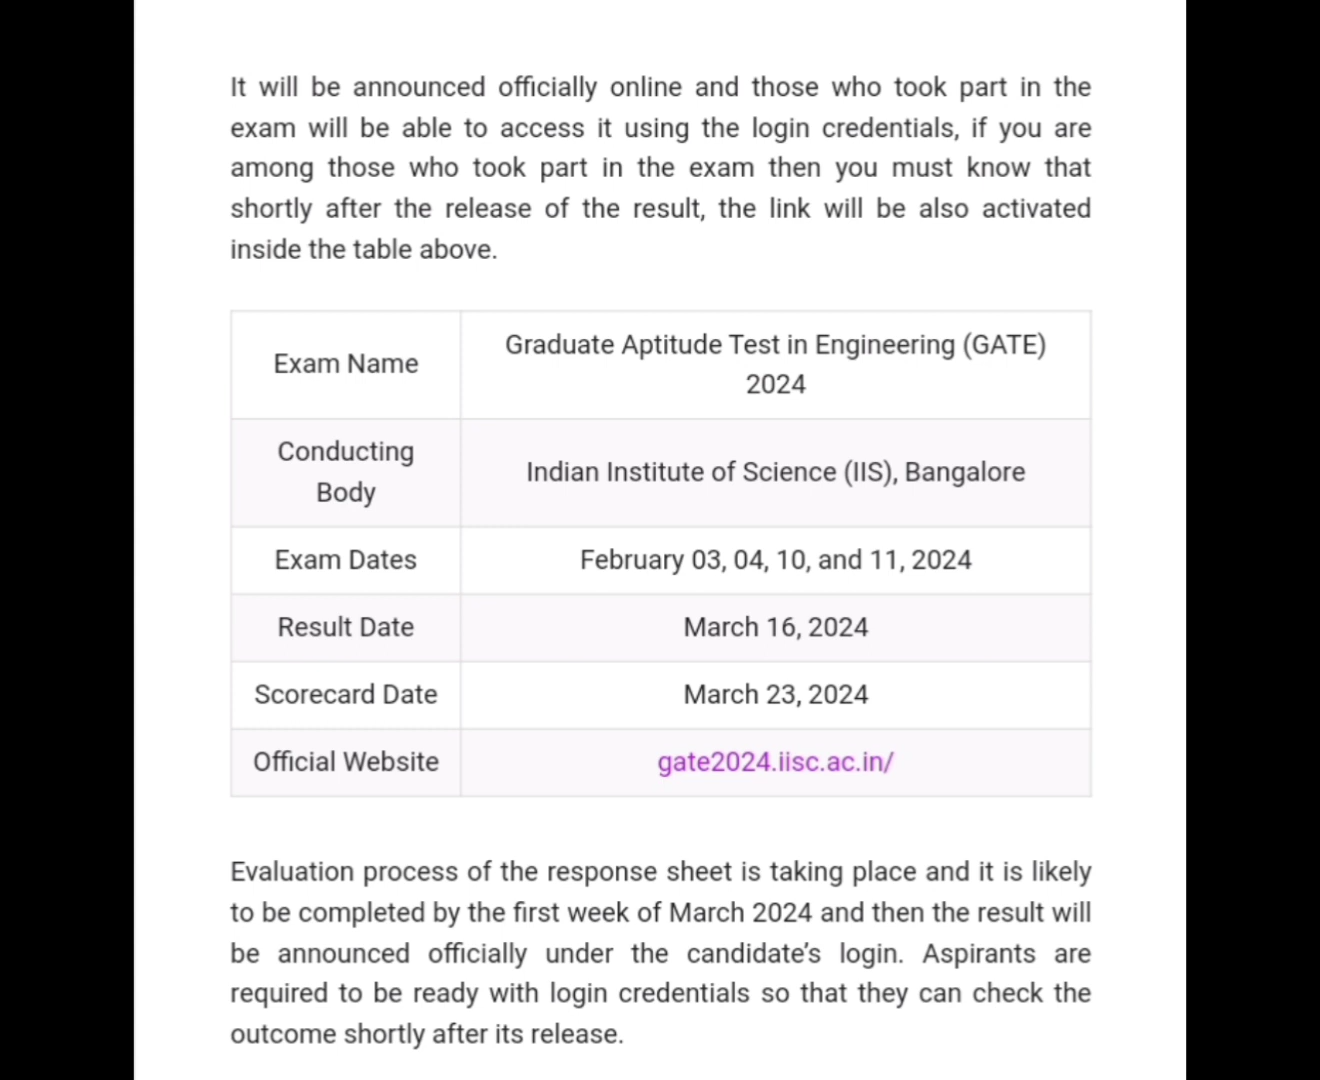 It will be announced officially online and those who took part in the
exam will be able to access it using the login credentials, if you are
among those who took part in the exam then you must know that
shortly after the release of the result, the link will be also activated
inside the table above.
Exam Name
Graduate Aptitude Test in Engineering (GATE)
2024
Conducting
Body
Indian Institute of Science (IIS), Bangalore
Exam Dates
February 03, 04, 10, and 11, 2024
Result Date
March 16, 2024
Scorecard Date
March 23, 2024
Official Website
gate2024.iisc.ac.in/
Evaluation process of the response sheet is taking place and it is likely
to be completed by the first week of March 2024 and then the result will
be announced officially under the candidate’s login. Aspirants are
required to be ready with login credentials so that they can check the
outcome shortly after its release.